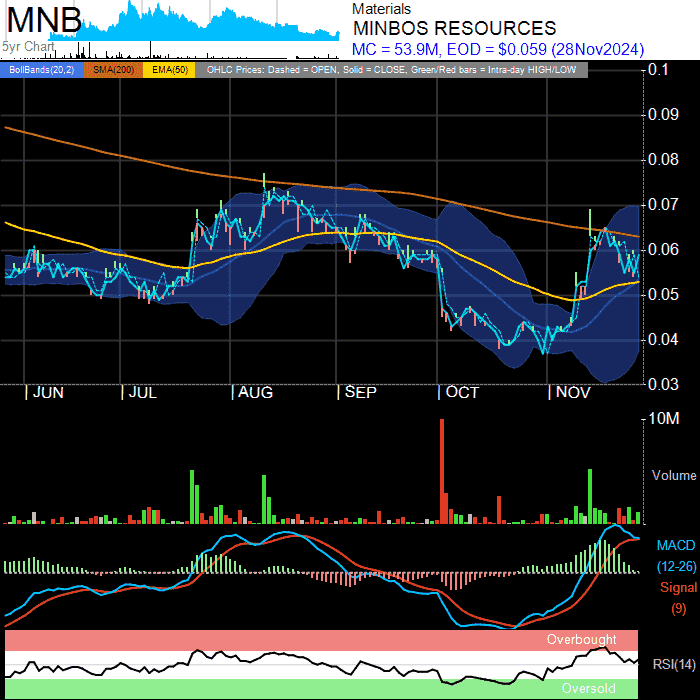 MNB
5yr Chart
Materials
MINBOS RESOURCES
MC = 53.9M, EOD = $0.059 (28Nov2024)
BollBands(20,2) SMA(200) EMA(50) OHLC Prices: Dashed = OPEN, Solid = CLOSE, Green/Red bars = Intra-day HIGH/LOW
0.1
0.09
0.08
0.07
0.06
0.05
0.04
0.03
JUN JUL AUG SEP OCT NOV
10M
Volume
MACD
(12-26)
Signal
(9)
Overbought
RSI(14)
Oversold